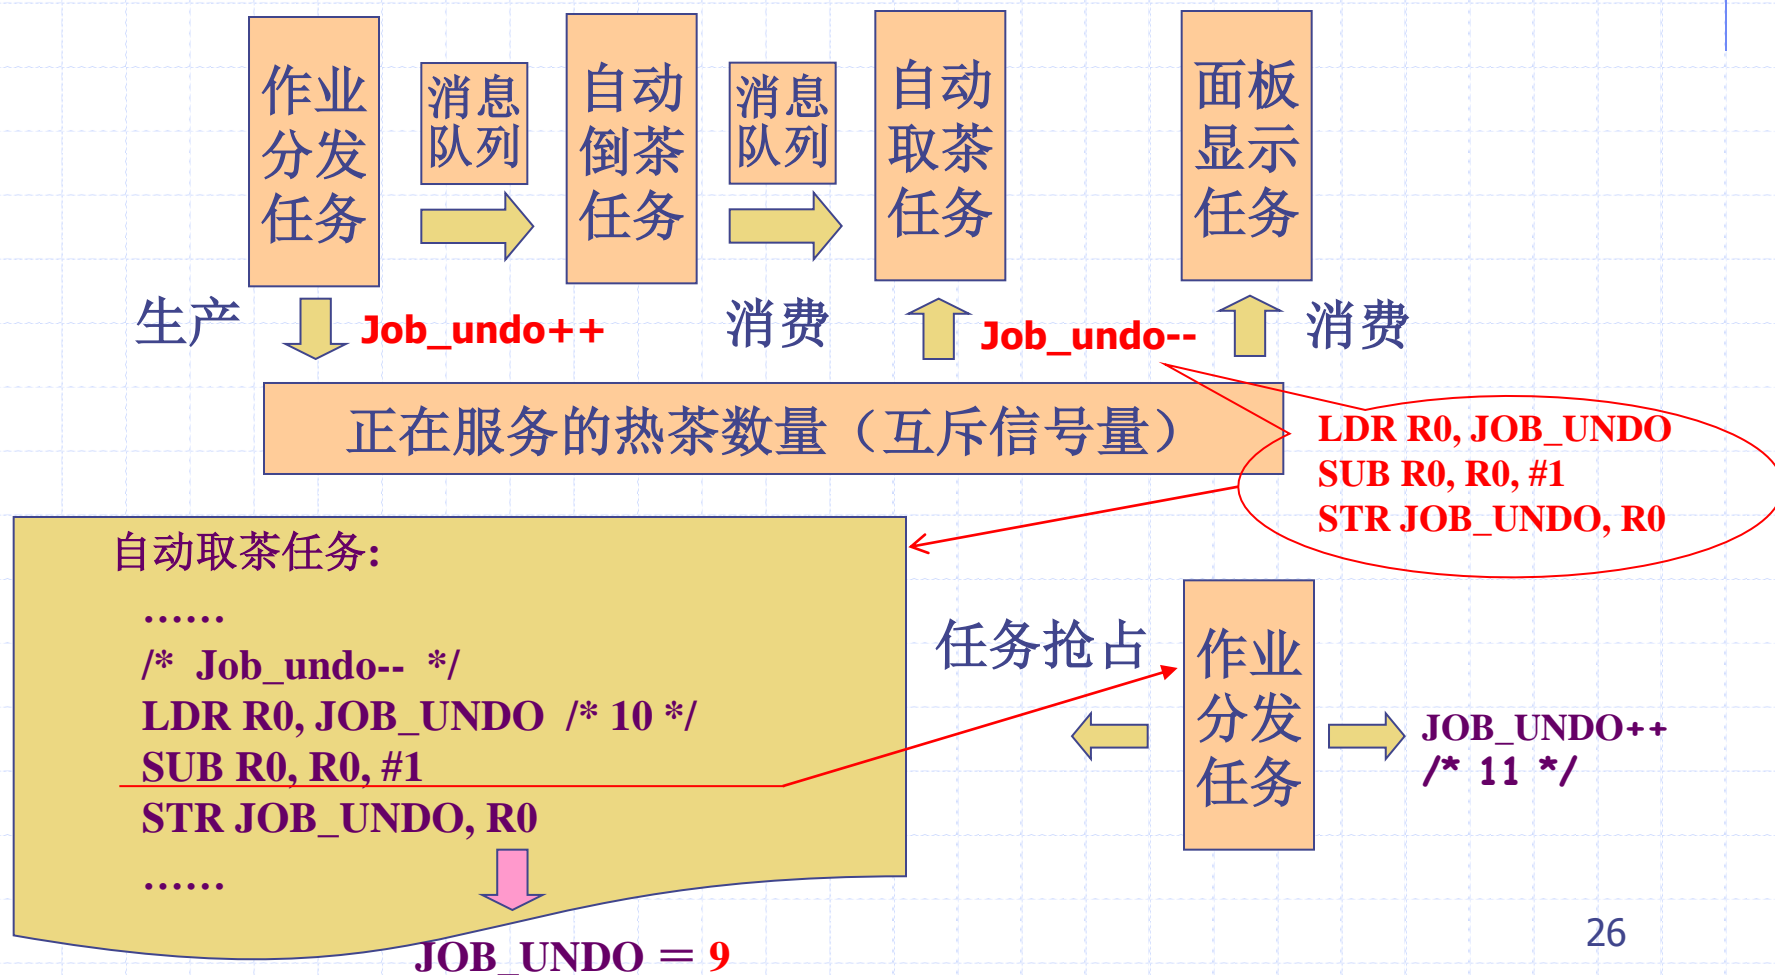 作业
分发
任务
消息
队列
自动
倒茶
任务
消息
队列
自动
取茶
任务
面板
显示
任务
生产
Job_undo++
消费
Job_undo--
消费
正在服务的热茶数量（互斥信号量）
LDR R0, JOB_UNDO
SUB R0, R0, #1
STR JOB_UNDO, R0
自动取茶任务:
……
/* Job_undo-- */
LDR R0, JOB_UNDO /* 10 */
SUB R0, R0, #1
STR JOB_UNDO, R0
……
JOB_UNDO＝9
任务抢占
作业
分发
任务
JOB_UNDO++
/* 11 */
26